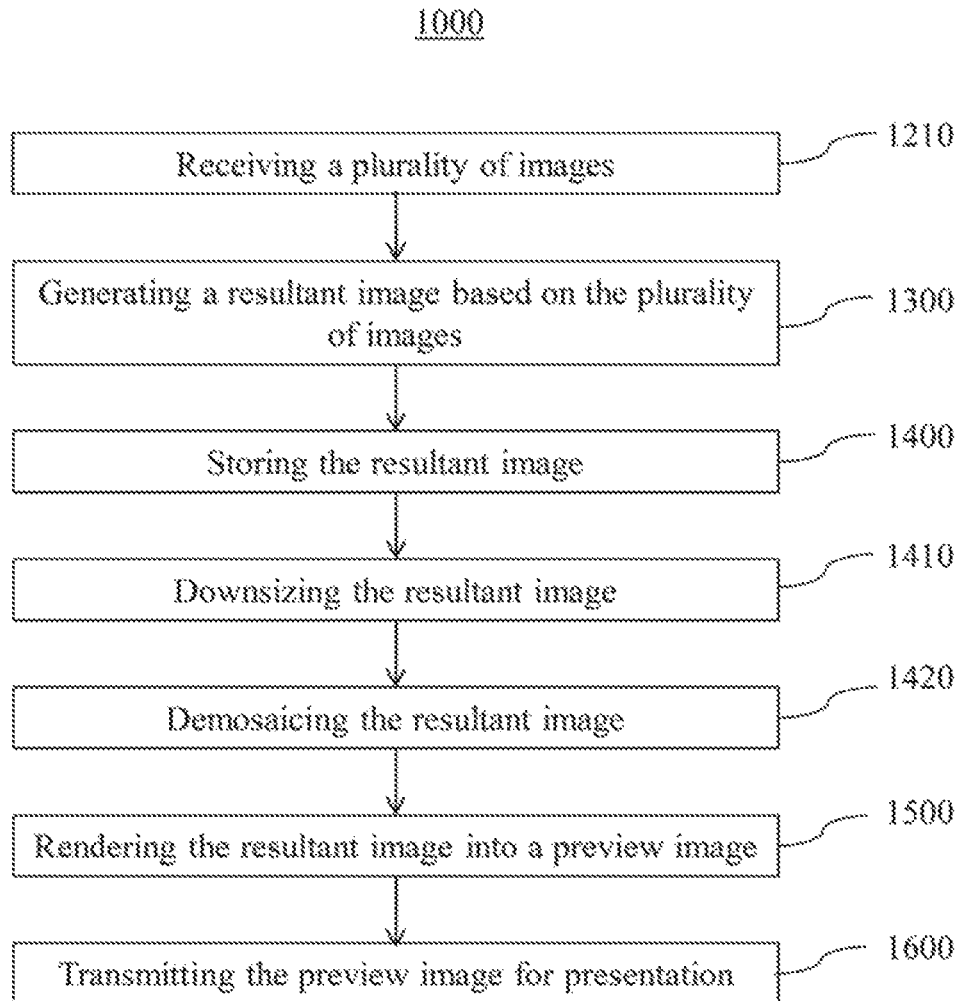 1000
Receiving a plurality of images
1210
Generating a resultant image based on the plurality
of images
1300
Storing the resultant image
1400
Downsizing the resultant image
1410
Demosaicing the resultant image
1420
Rendering the resultant image into a preview image
1500
Transmitting the preview image for presentation
1600